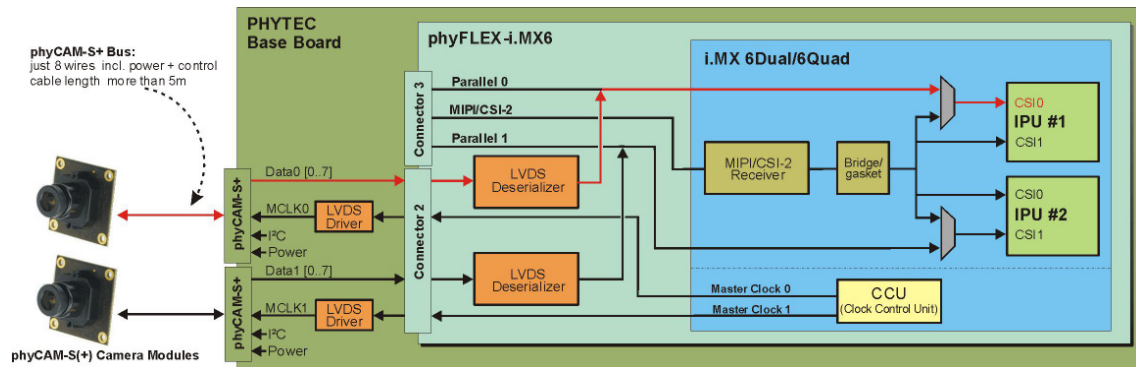 PHYTEC
Base Board
phyFLEX-i.MX6
i.MX 6Dual/6Quad
phyCAM-S+ Bus:
just 8 wires incl. power + control
cable length more than 5m
Connector 3
Parallel 0
MIPI/CSI-2
Parallel 1
MIPI/CSI-2
Receiver
Bridge/
gasket
CSI0
IPU #1
CSI1
CSI0
IPU #2
CSI1
phyCAM-S+
Data0 [0..7]
MCLK0
LVDS
Driver
I²C
Power
Connector 2
LVDS
Deserializer
phyCAM-S+
Data1 [0..7]
MCLK1
LVDS
Driver
I²C
Power
LVDS
Deserializer
Master Clock 0
Master Clock 1
CCU
(Clock Control Unit)
phyCAM-S(+) Camera Modules